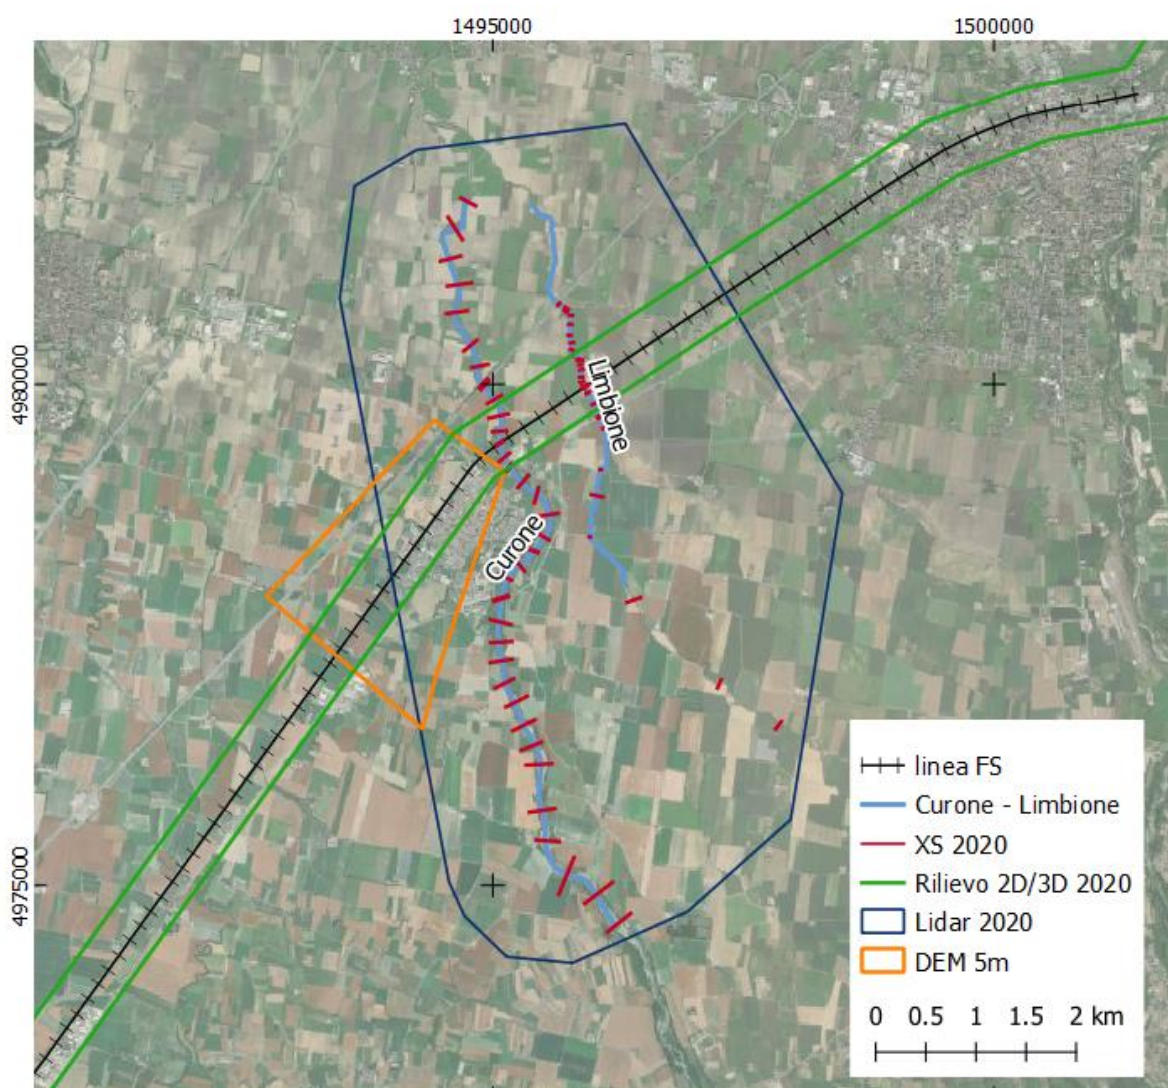 1495000
1500000
4980000
Limbione
Curone
4975000
linea FS
Curone - Limbione
XS 2020
Rilievo 2D/3D 2020
Lidar 2020
DEM 5m
0 0.5 1 1.5 2 km